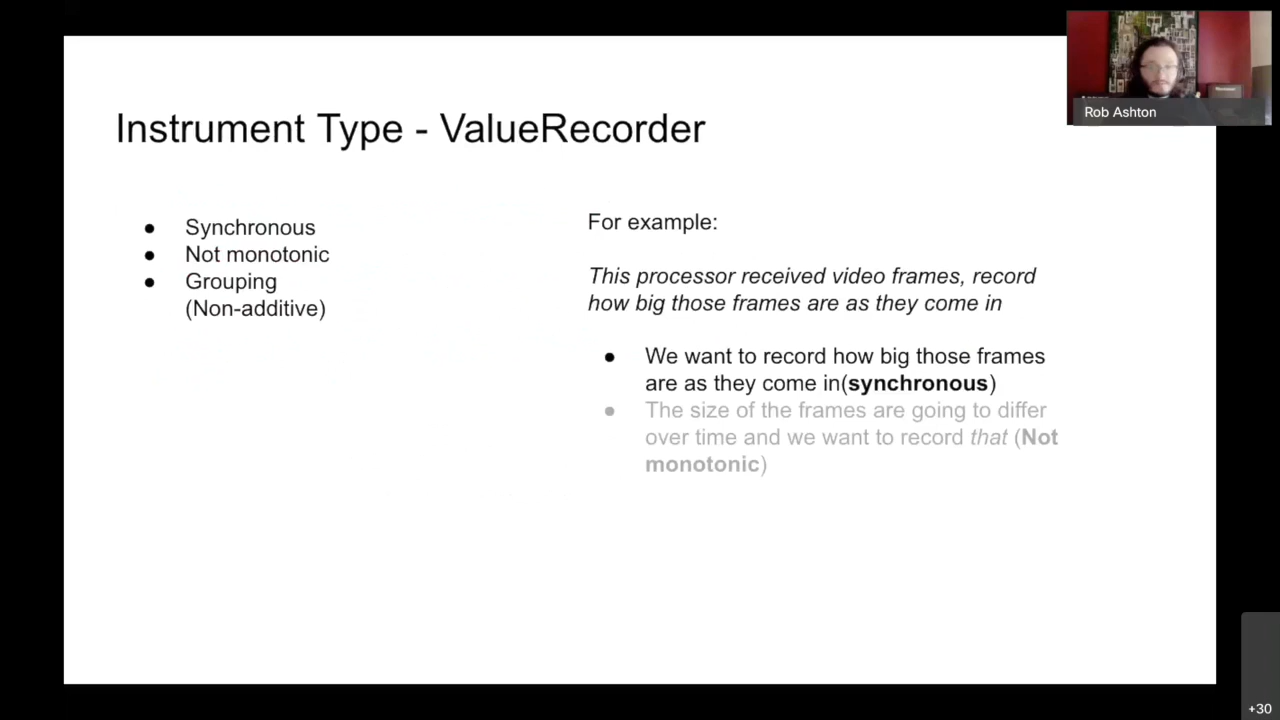 Instrument Type - ValueRecorder
● Synchronous
● Not monotonic
● Grouping
(Non-additive)
For example:
This processor received video frames, record
how big those frames are as they come in
● We want to record how big those frames
are as they come in(synchronous)
● The size of the frames are going to differ
over time and we want to record that (Not
monotonic)
Rob Ashton
+30